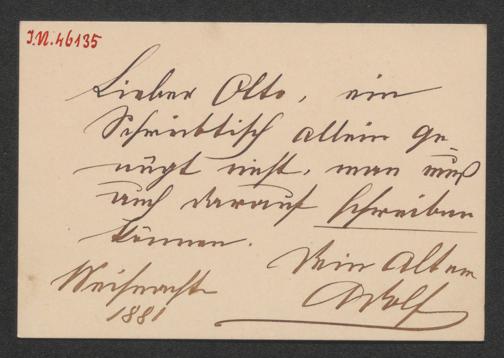 I.N. 46135
Lieber Otto, ein
Schreibtisch allein ge-
nügt nicht, man muß
auch darauf schreiben
können.
Dein alter
Adolf
Weihnachten
1881